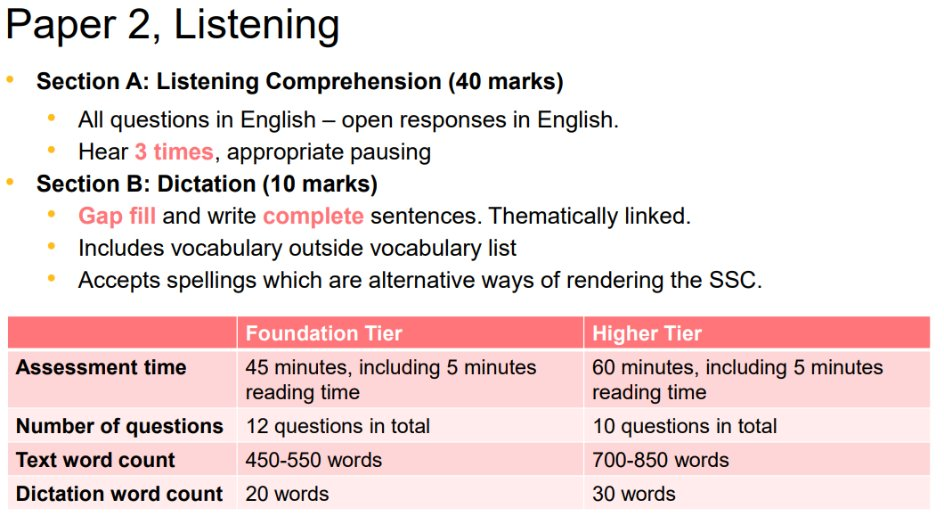 Paper 2, Listening
• Section A: Listening Comprehension (40 marks)
• All questions in English – open responses in English.
• Hear 3 times, appropriate pausing
• Section B: Dictation (10 marks)
• Gap fill and write complete sentences. Thematically linked.
• Includes vocabulary outside vocabulary list
• Accepts spellings which are alternative ways of rendering the SSC.
Foundation Tier Higher Tier
Assessment time 45 minutes, including 5 minutes 60 minutes, including 5 minutes
reading time reading time
Number of questions 12 questions in total 10 questions in total
Text word count 450-550 words 700-850 words
Dictation word count 20 words 30 words